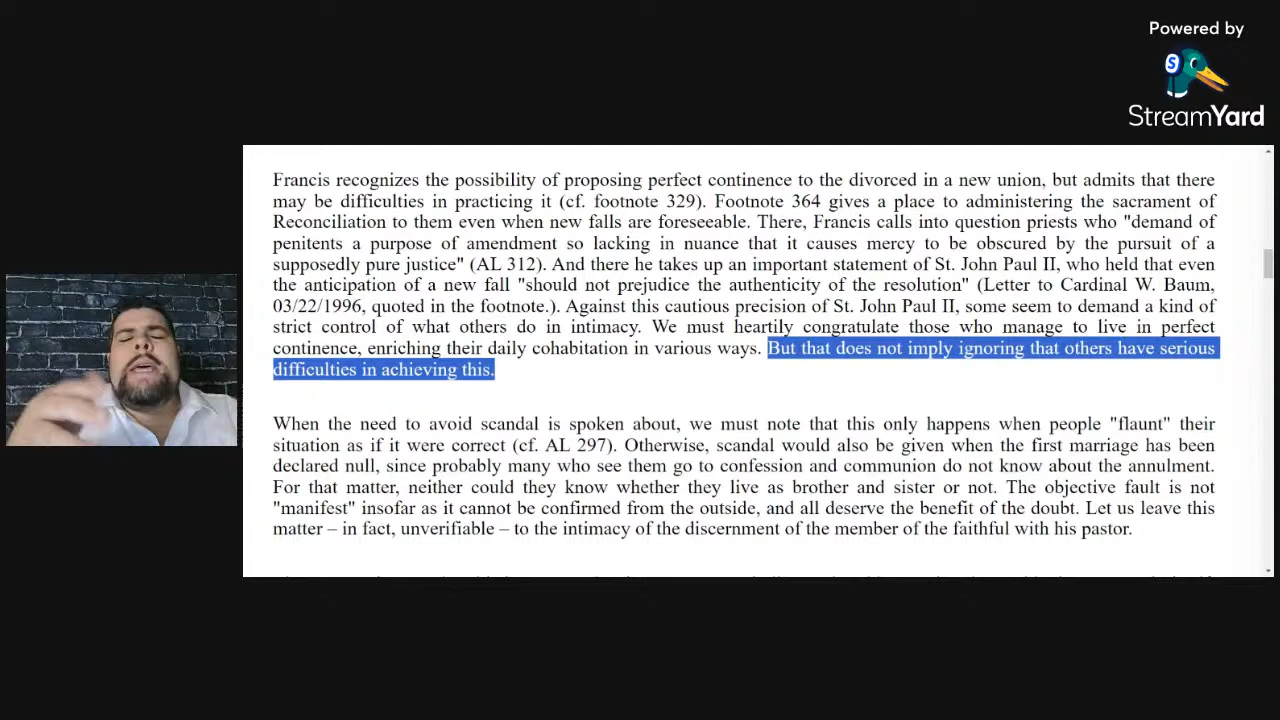 Powered by
StreamYard
Francis recognizes the possibility of proposing perfect continence to the divorced in a new union, but admits that there
may be difficulties in practicing it (cf. footnote 329). Footnote 364 gives a place to administering the sacrament of
Reconciliation to them even when new falls are foreseeable. There, Francis calls into question priests who "demand of
penitents a purpose of amendment so lacking in nuance that it causes mercy to be obscured by the pursuit of a
supposedly pure justice" (AL 312). And there he takes up an important statement of St. John Paul II, who held that even
the anticipation of a new fall "should not prejudice the authenticity of the resolution" (Letter to Cardinal W. Baum,
03/22/1996, quoted in the footnote.). Against this cautious precision of St. John Paul II, some seem to demand a kind of
strict control of what others do in intimacy. We must heartily congratulate those who manage to live in perfect
continence, enriching their daily cohabitation in various ways. But that does not imply ignoring that others have serious
difficulties in achieving this.
When the need to avoid scandal is spoken about, we must note that this only happens when people "flaunt" their
situation as if it were correct (cf. AL 297). Otherwise, scandal would also be given when the first marriage has been
declared null, since probably many who see them go to confession and communion do not know about the annulment.
For that matter, neither could they know whether they live as brother and sister or not. The objective fault is not
"manifest" insofar as it cannot be confirmed from the outside, and all deserve the benefit of the doubt. Let us leave this
matter – in fact, unverifiable – to the intimacy of the discernment of the member of the faithful with his pastor.